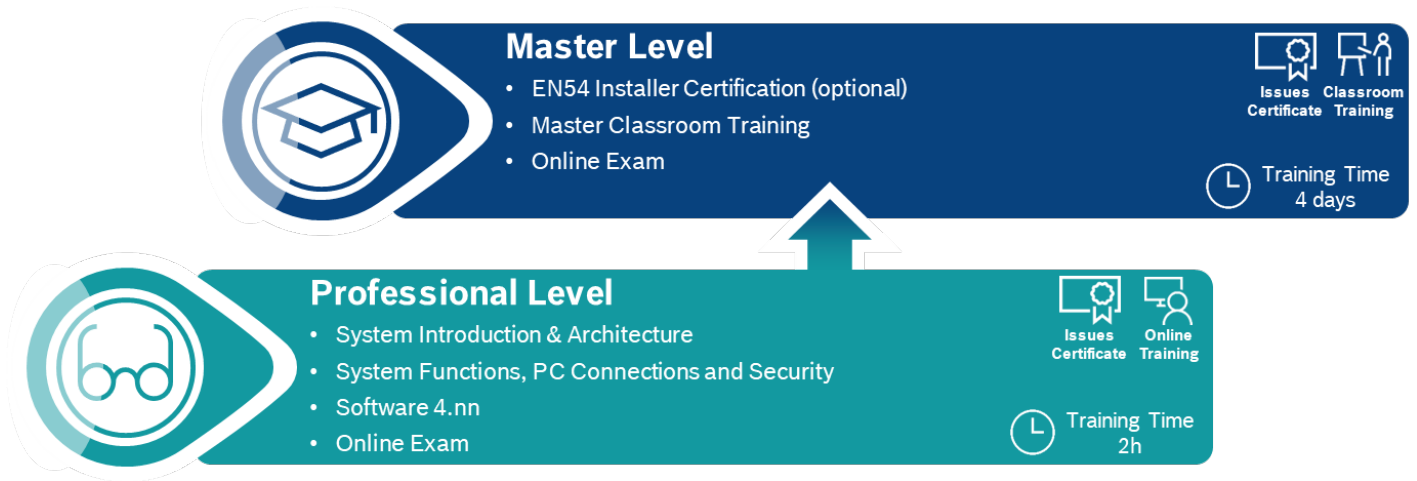 Master Level
• EN54 Installer Certification (optional)
• Master Classroom Training
• Online Exam
Issues Certificate
Classroom Training
Training Time
4 days
Professional Level
• System Introduction & Architecture
• System Functions, PC Connections and Security
• Software 4.nn
• Online Exam
Issues Certificate
Online Training
Training Time
2h